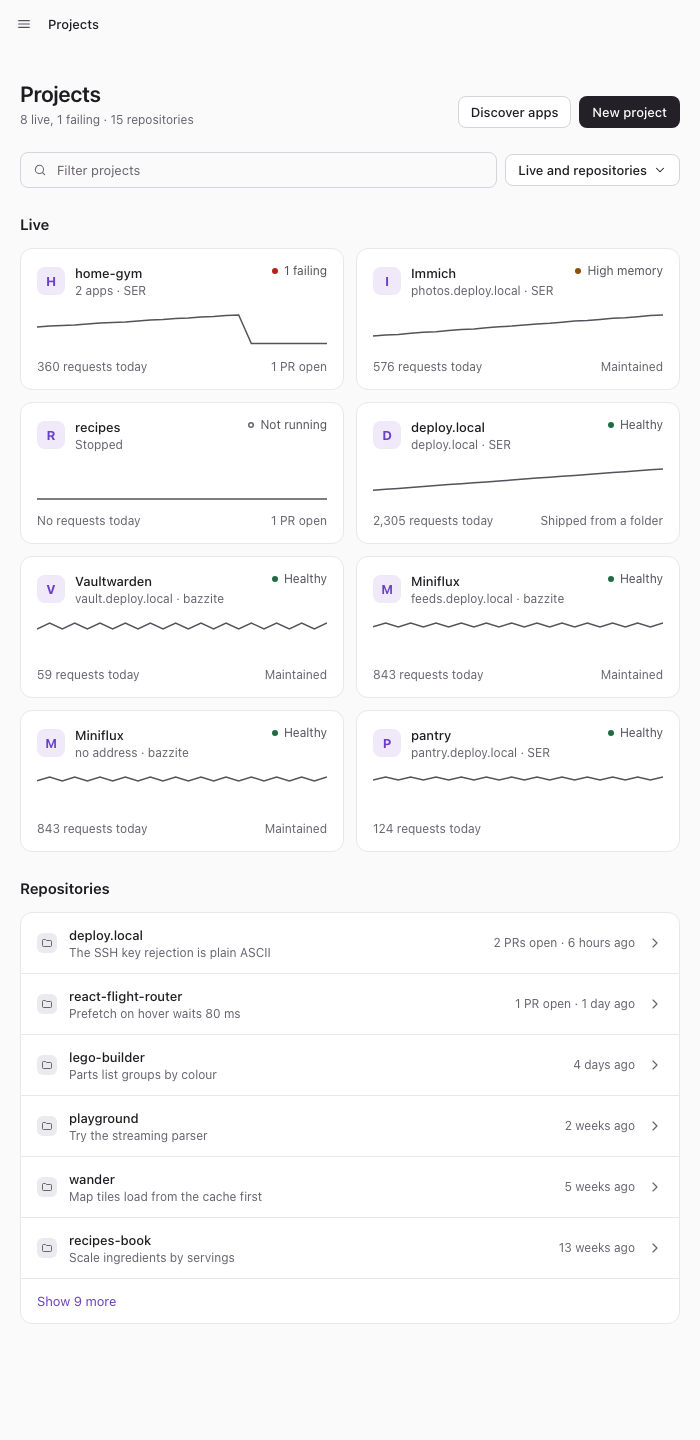 Projects
Projects
8 live, 1 failing · 15 repositories
Discover apps
New project
Filter projects
Live and repositories
Live
H
home-gym
2 apps · SER
1 failing
360 requests today
1 PR open
I
Immich
photos.deploy.local · SER
High memory
576 requests today
Maintained
R
recipes
Stopped
Not running
No requests today
1 PR open
D
deploy.local
deploy.local · SER
Healthy
2,305 requests today
Shipped from a folder
V
Vaultwarden
vault.deploy.local · bazzite
Healthy
59 requests today
Maintained
M
Miniflux
feeds.deploy.local · bazzite
Healthy
843 requests today
Maintained
M
Miniflux
no address · bazzite
Healthy
843 requests today
Maintained
P
pantry
pantry.deploy.local · SER
Healthy
124 requests today
Repositories
deploy.local
The SSH key rejection is plain ASCII
2 PRs open · 6 hours ago
react-flight-router
Prefetch on hover waits 80 ms
1 PR open · 1 day ago
lego-builder
Parts list groups by colour
4 days ago
playground
Try the streaming parser
2 weeks ago
wander
Map tiles load from the cache first
5 weeks ago
recipes-book
Scale ingredients by servings
13 weeks ago
Show 9 more